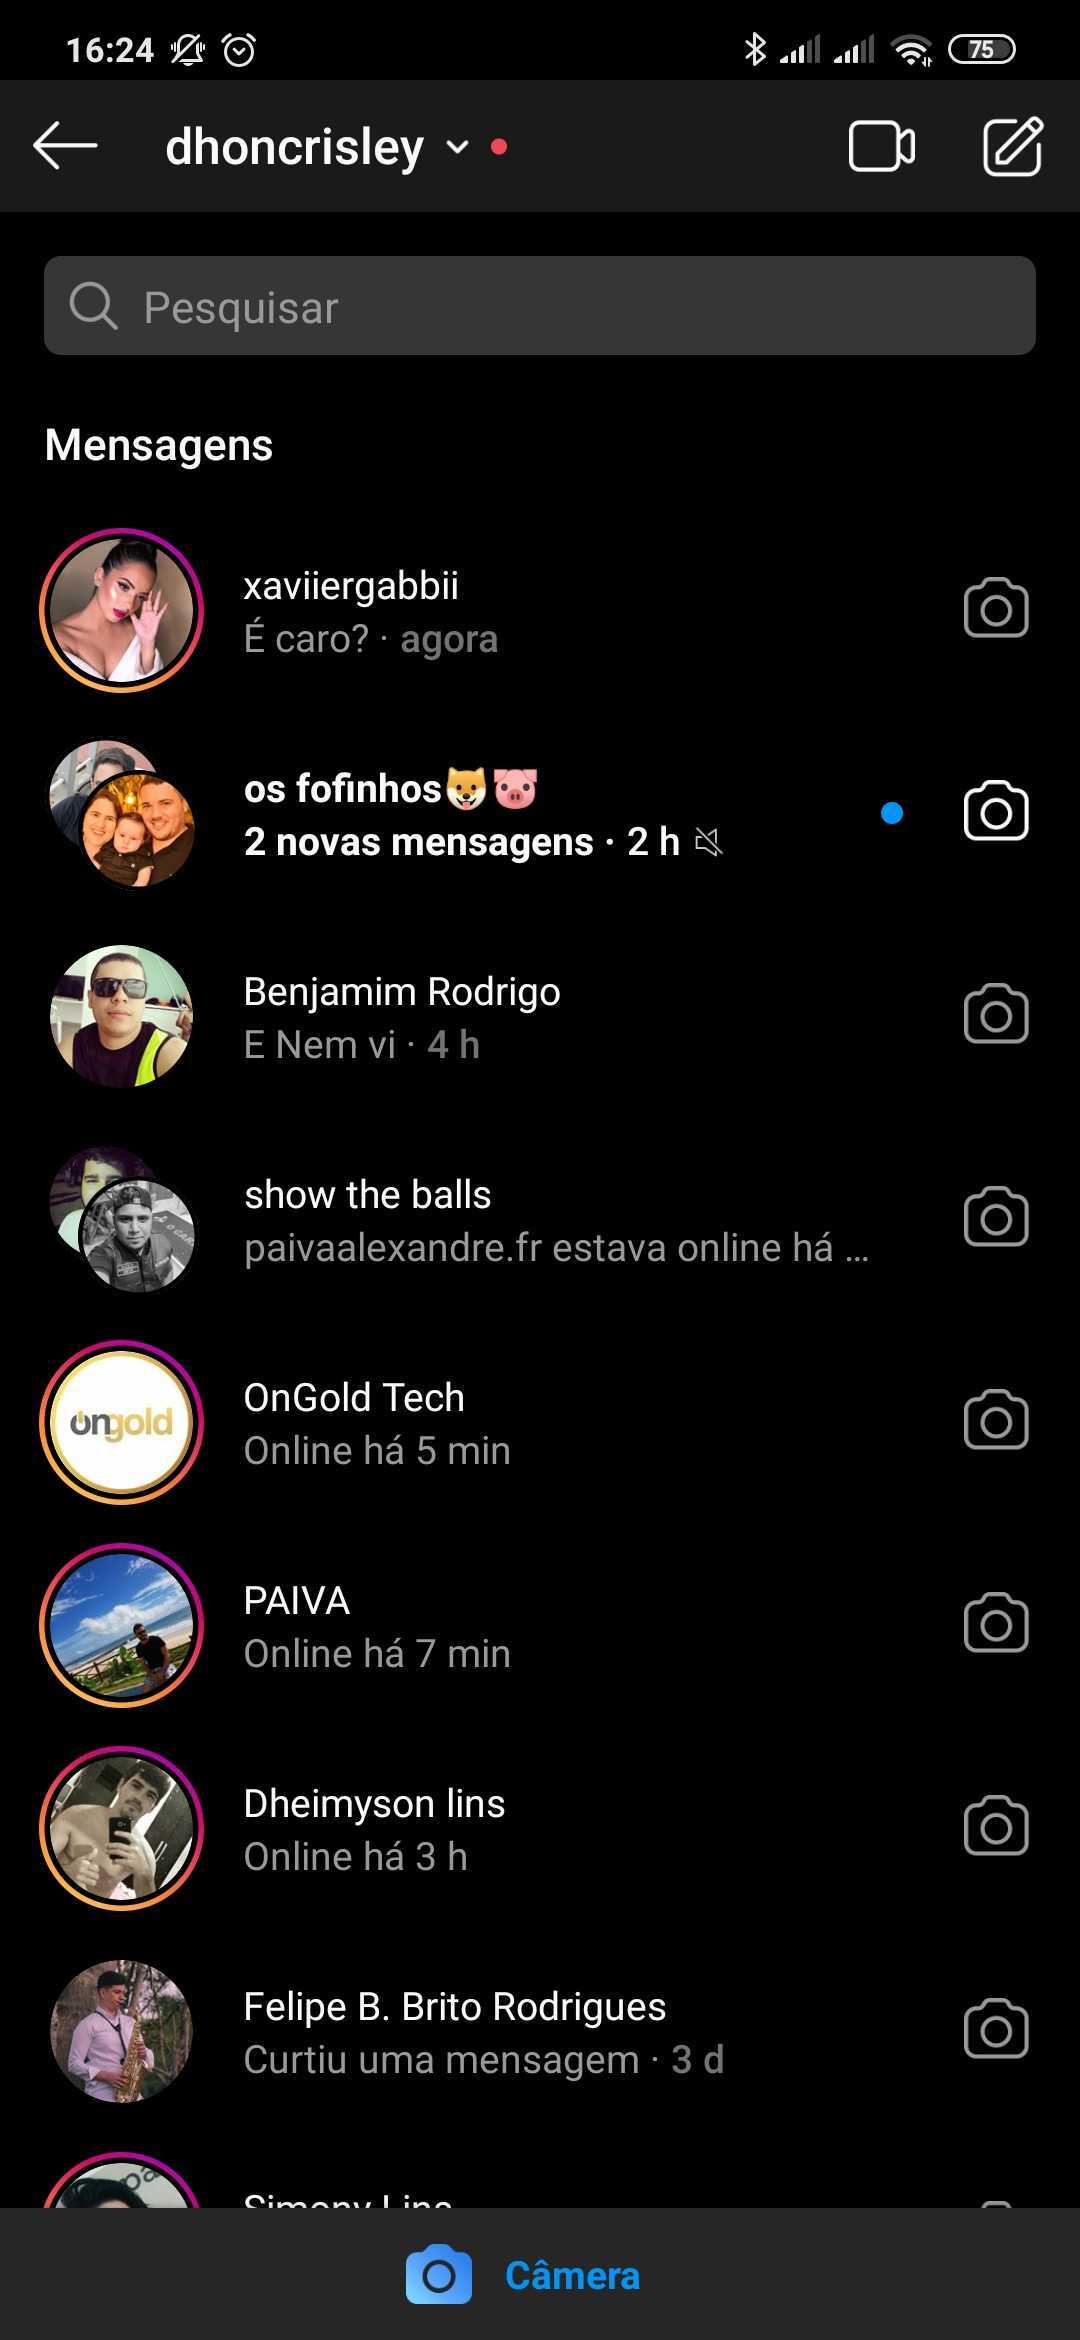 16:24
75
dhoncrisley
Pesquisar
Mensagens
xaviiergabbii
É caro? · agora
os fofinhos🐶🐷
2 novas mensagens · 2 h
Benjamim Rodrigo
E Nem vi · 4 h
show the balls
paivaalexandre.fr estava online há ...
ongold
OnGold Tech
Online há 5 min
PAIVA
Online há 7 min
Dheimyson lins
Online há 3 h
Felipe B. Brito Rodrigues
Curtiu uma mensagem · 3 d
Simony Lins
Câmera